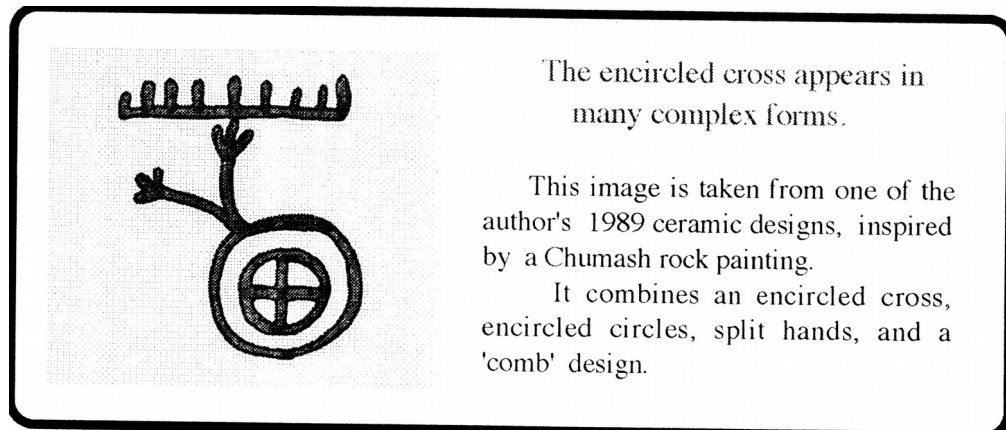 The encircled cross appears in
many complex forms.
This image is taken from one of the
author's 1989 ceramic designs, inspired
by a Chumash rock painting.
It combines an encircled cross,
encircled circles, split hands, and a
'comb' design.